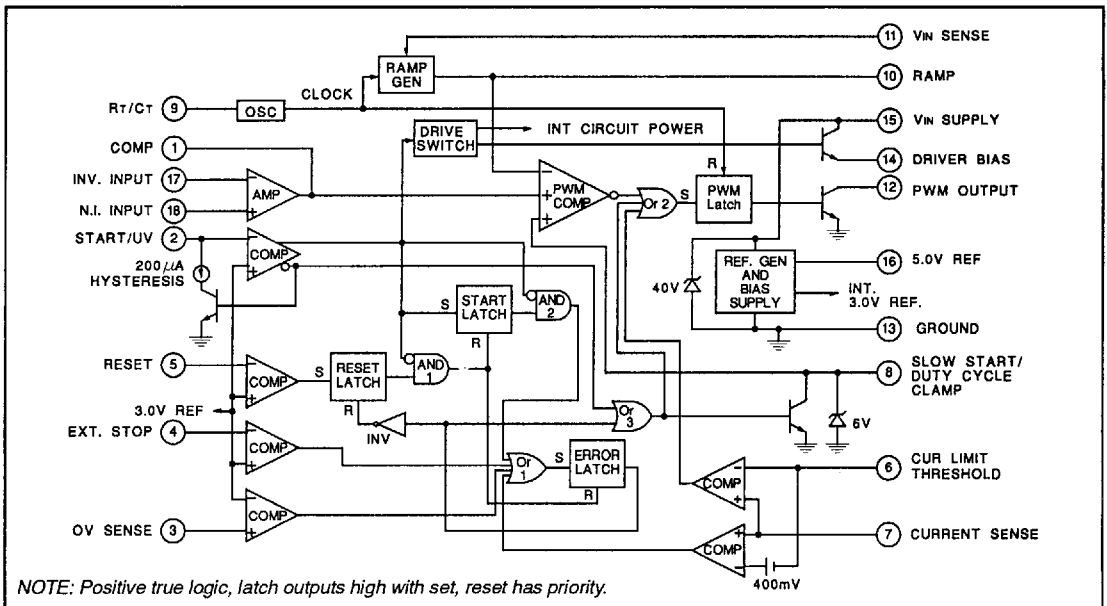 11 VIN SENSE
RAMP GEN
10 RAMP
CLOCK
RT/CT 9
OSC
15 VIN SUPPLY
DRIVE SWITCH
INT CIRCUIT POWER
COMP 1
14 DRIVER BIAS
R
INV. INPUT 17
AMP
PWM COMP
Or 2
S
PWM Latch
12 PWM OUTPUT
N.I. INPUT 18
START/UV 2
COMP
200 µA HYSTERESIS
40V
REF. GEN AND BIAS SUPPLY
16 5.0V REF
INT. 3.0V REF.
S
START LATCH
R
AND 2
13 GROUND
RESET 5
COMP
S
RESET LATCH
R
AND 1
8 SLOW START/ DUTY CYCLE CLAMP
3.0V REF
INV
Or 3
6V
EXT. STOP 4
COMP
Or 1
S
ERROR LATCH
R
COMP
6 CUR LIMIT THRESHOLD
OV SENSE 3
COMP
COMP
7 CURRENT SENSE
400mV
NOTE: Positive true logic, latch outputs high with set, reset has priority.